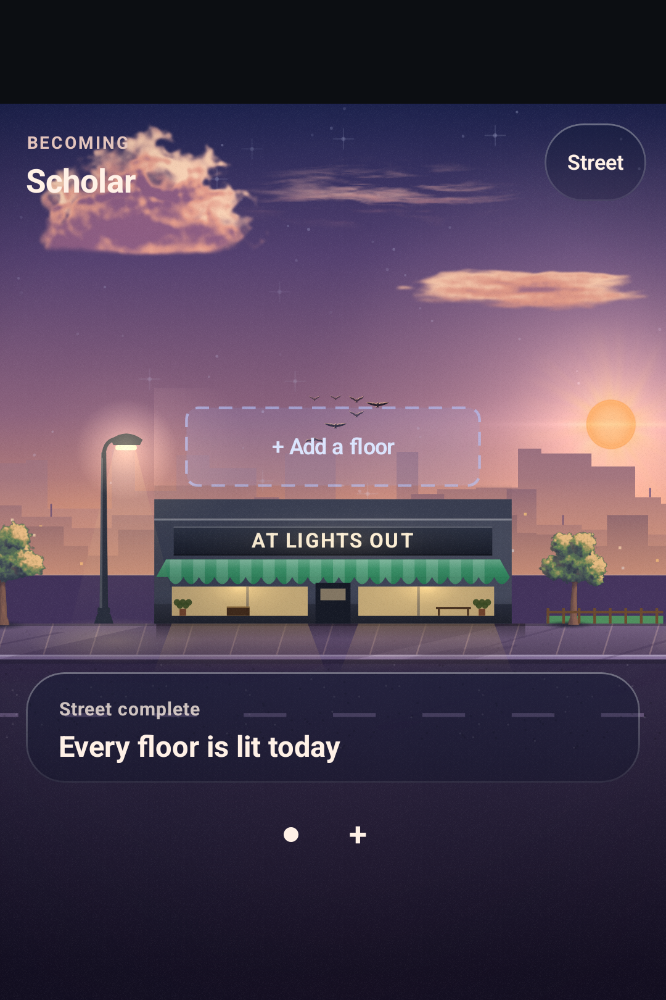 BECOMING
Scholar
Street
+ Add a floor
AT LIGHTS OUT
Street complete
Every floor is lit today
+